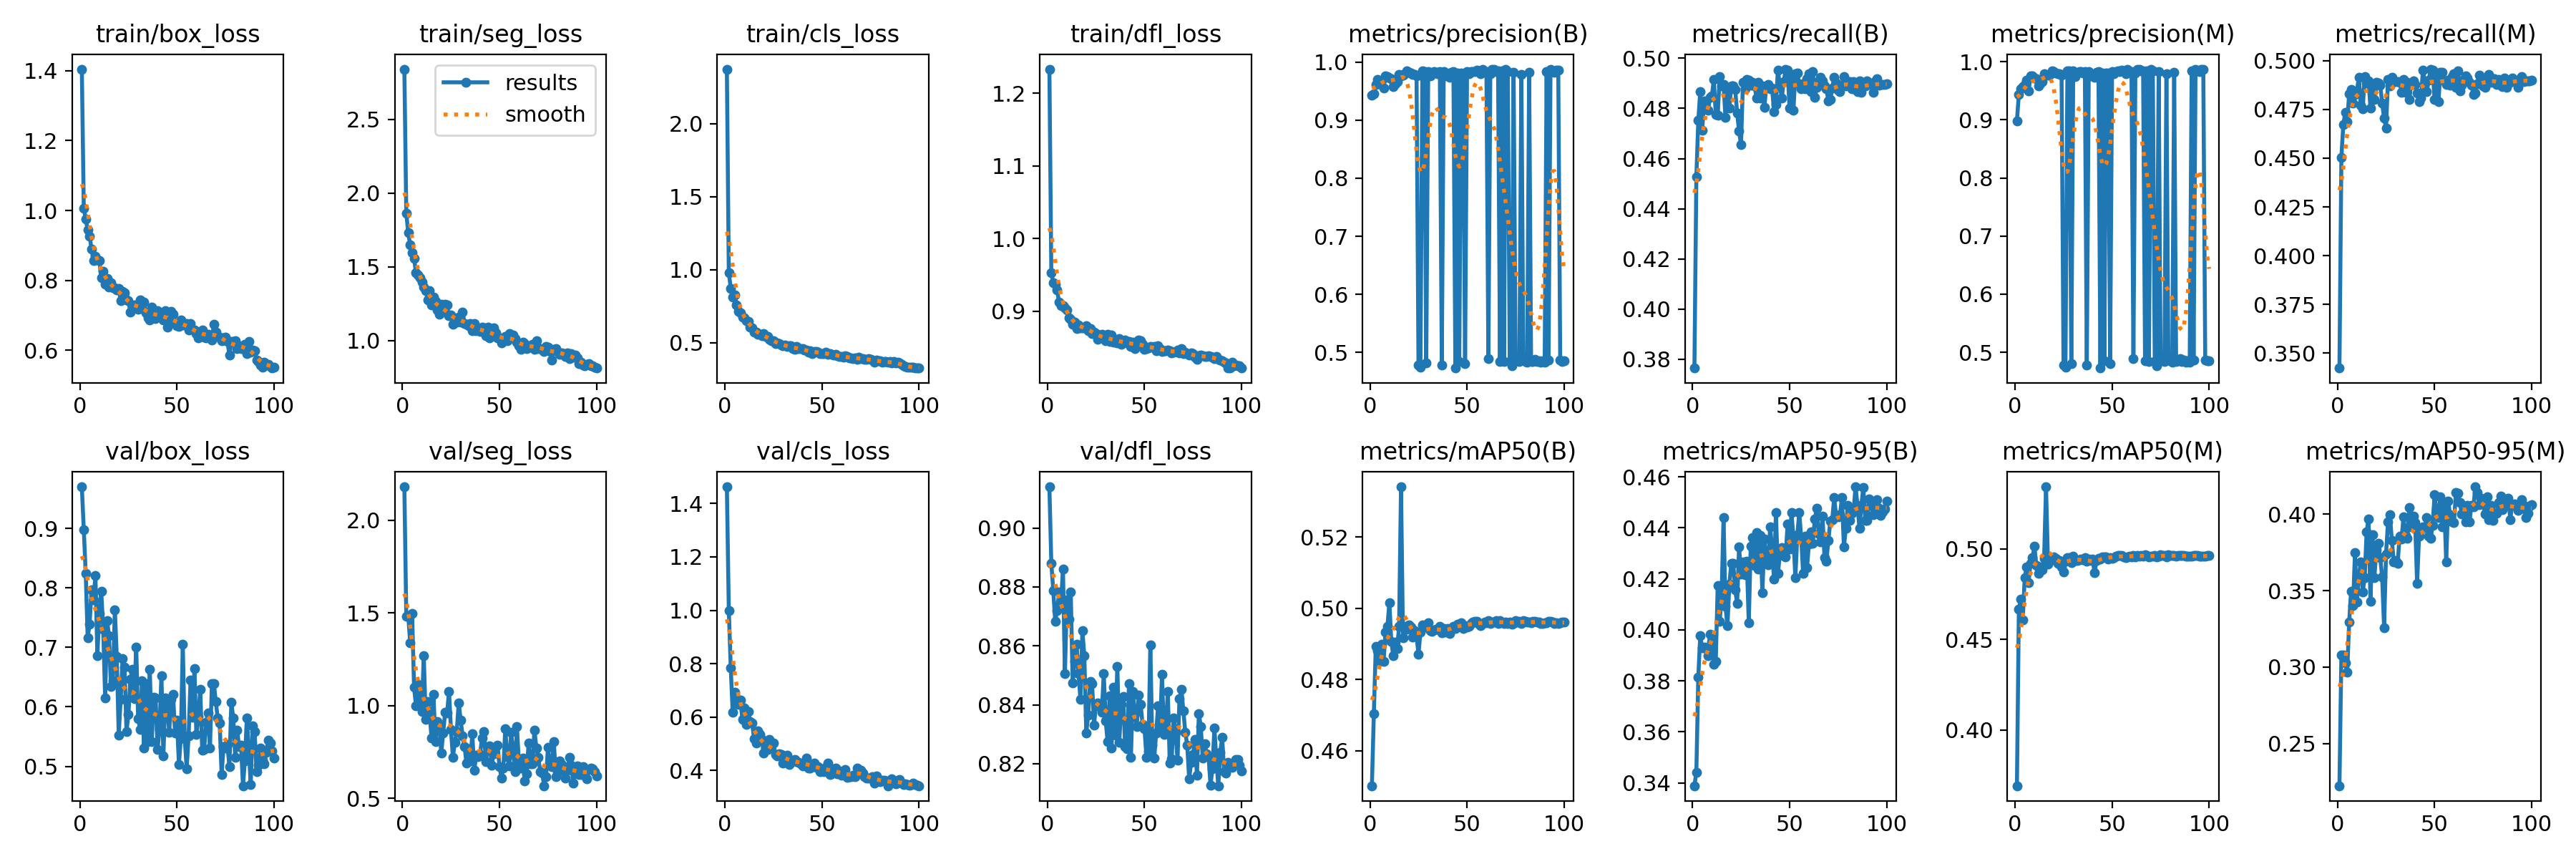 train/box_loss
train/seg_loss
train/cls_loss
train/dfl_loss
metrics/precision(B)
metrics/recall(B)
metrics/precision(M)
metrics/recall(M)
1.4
1.2
1.0
0.8
0.6
0 50 100
results
smooth
2.5
2.0
1.5
1.0
0 50 100
2.0
1.5
1.0
0.5
0 50 100
1.2
1.1
1.0
0.9
0 50 100
1.0
0.9
0.8
0.7
0.6
0.5
0 50 100
0.50
0.48
0.46
0.44
0.42
0.40
0.38
0 50 100
1.0
0.9
0.8
0.7
0.6
0.5
0 50 100
0.500
0.475
0.450
0.425
0.400
0.375
0.350
0 50 100
val/box_loss
val/seg_loss
val/cls_loss
val/dfl_loss
metrics/mAP50(B)
metrics/mAP50-95(B)
metrics/mAP50(M)
metrics/mAP50-95(M)
0.9
0.8
0.7
0.6
0.5
0 50 100
2.0
1.5
1.0
0.5
0 50 100
1.4
1.2
1.0
0.8
0.6
0.4
0 50 100
0.90
0.88
0.86
0.84
0.82
0 50 100
0.52
0.50
0.48
0.46
0 50 100
0.46
0.44
0.42
0.40
0.38
0.36
0.34
0 50 100
0.50
0.45
0.40
0 50 100
0.40
0.35
0.30
0.25
0 50 100